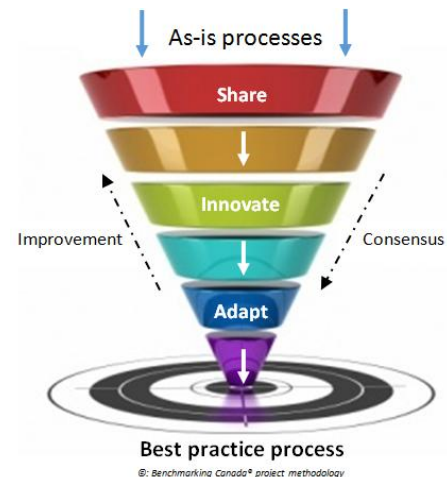 As-is processes
Share
Innovate
Improvement
Consensus
Adapt
Best practice process
©: Benchmarking Canada® project methodology